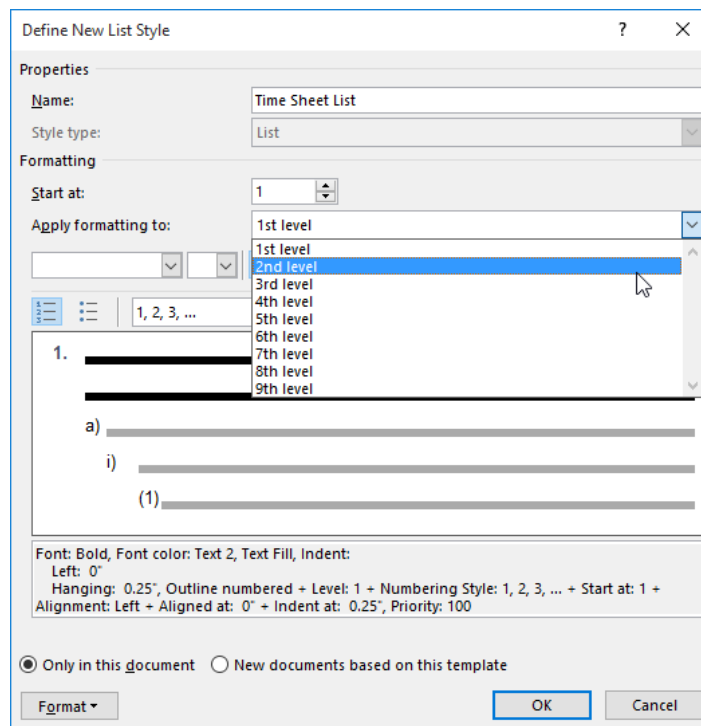 Define New List Style ?
Properties
Name: Time Sheet List
Style type: List
Formatting
Start at: 1
Apply formatting to: 1st level
1st level
2nd level
3rd level
4th level
5th level
6th level
7th level
8th level
9th level
1, 2, 3, ...
1.
a)
i)
(1)
Font: Bold, Font color: Text 2, Text Fill, Indent:
Left: 0"
Hanging: 0.25", Outline numbered + Level: 1 + Numbering Style: 1, 2, 3, ... + Start at: 1 +
Alignment: Left + Aligned at: 0" + Indent at: 0.25", Priority: 100
Only in this document New documents based on this template
Format OK Cancel